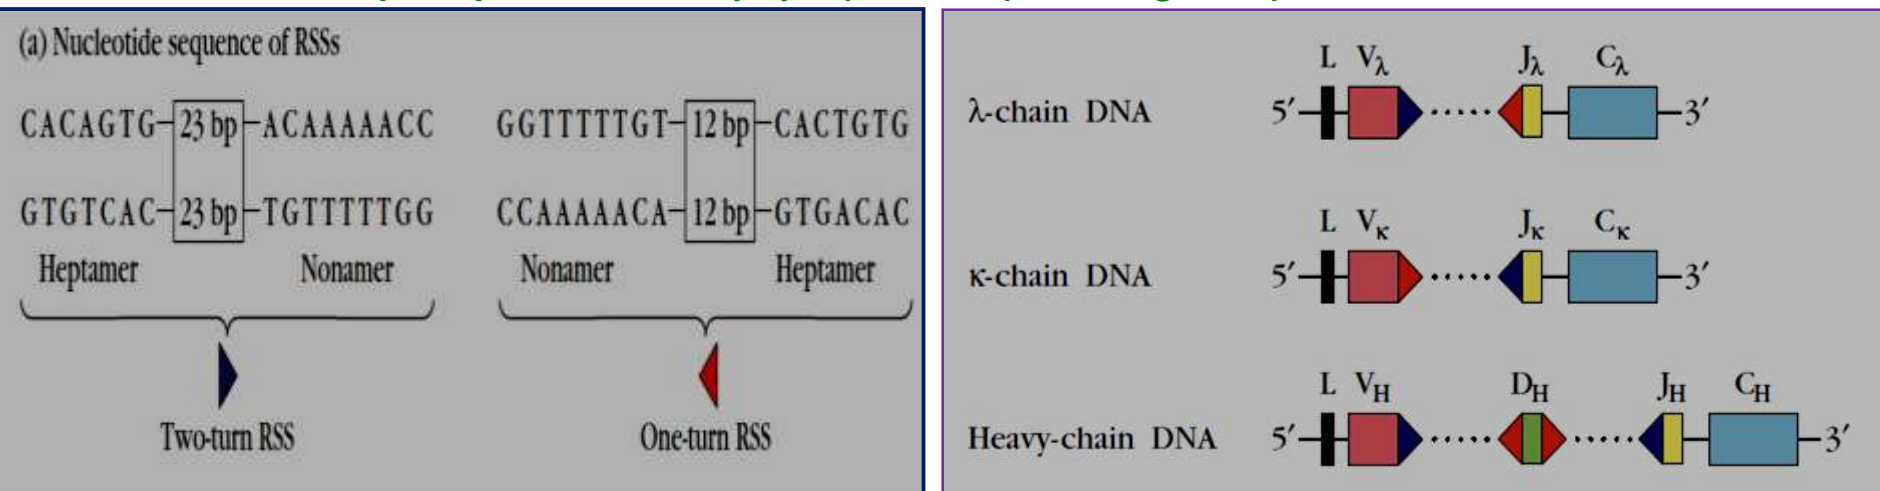 (a) Nucleotide sequence of RSSs
CACAGTG 23 bp ACAAAAACC
GTGTCAC 23 bp TGTTTTTGG
Heptamer Nonamer
Two-turn RSS
GGTTTTTGT 12 bp CACTGTG
CCAAAAACA 12 bp GTGACAC
Nonamer Heptamer
One-turn RSS
L Vλ Jλ Cλ
λ-chain DNA 5′ 3′
L Vκ Jκ Cκ
κ-chain DNA 5′ 3′
L VH DH JH CH
Heavy-chain DNA 5′ 3′